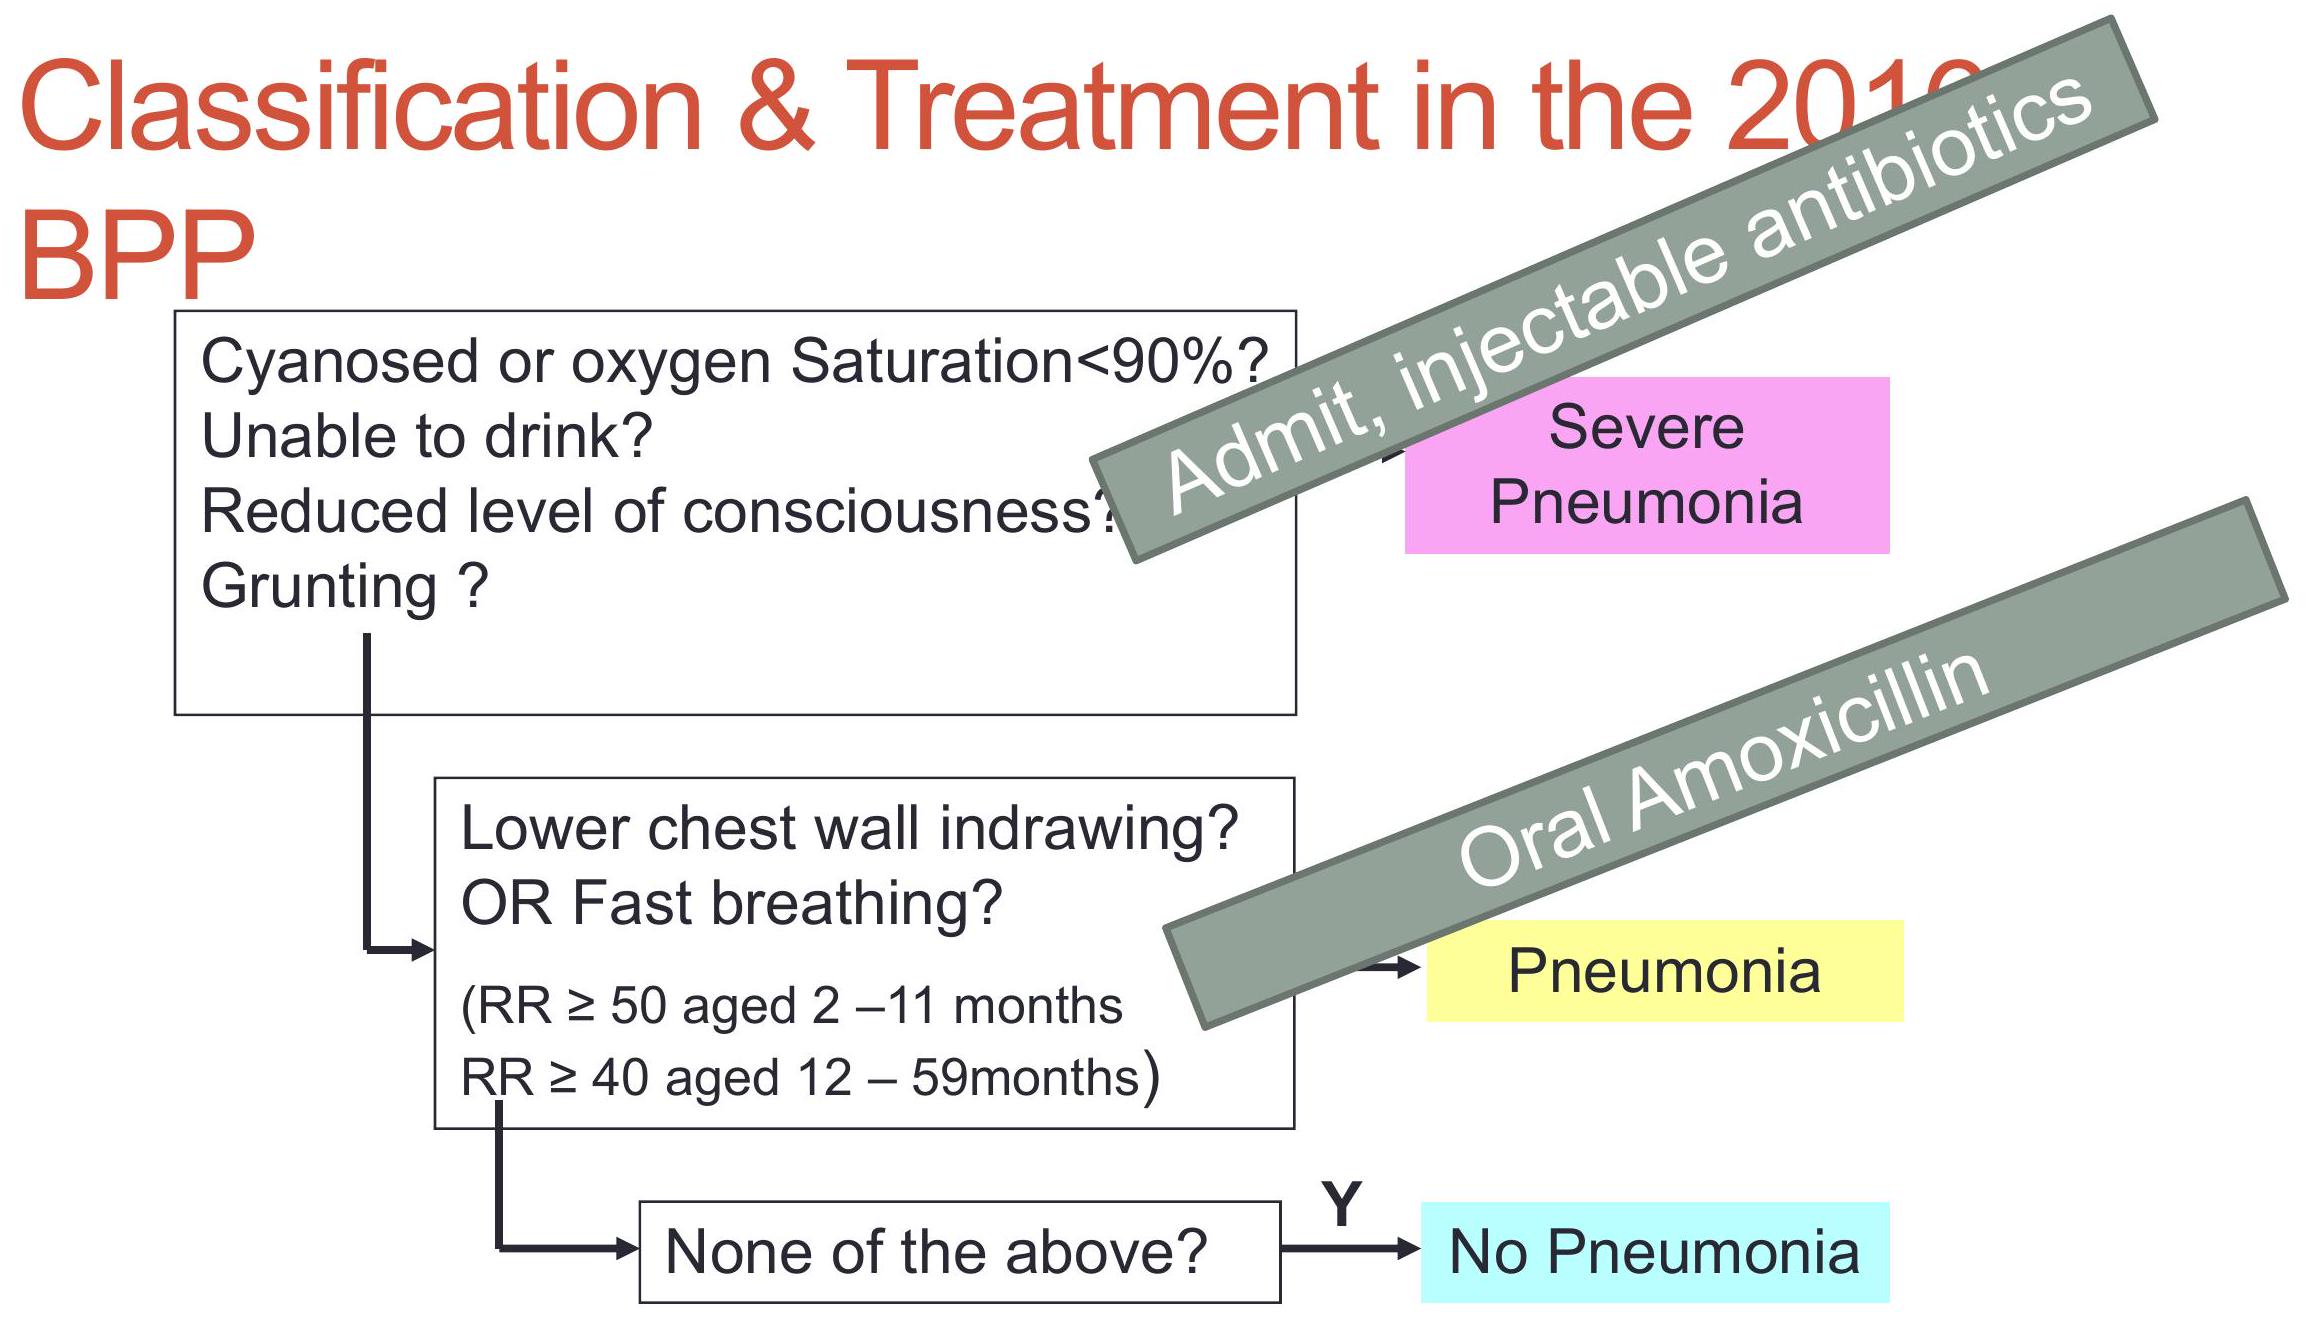 Classification & Treatment in the
BPP
Admit, injectable antibiotics
Cyanosed or oxygen Saturation<90%?
Unable to drink?
Reduced level of consciousness?
Grunting ?
Severe
Pneumonia
Oral Amoxicillin
Lower chest wall indrawing?
OR Fast breathing?
(RR ≥ 50 aged 2 –11 months
RR ≥ 40 aged 12 – 59months)
Pneumonia
None of the above?
Y
No Pneumonia